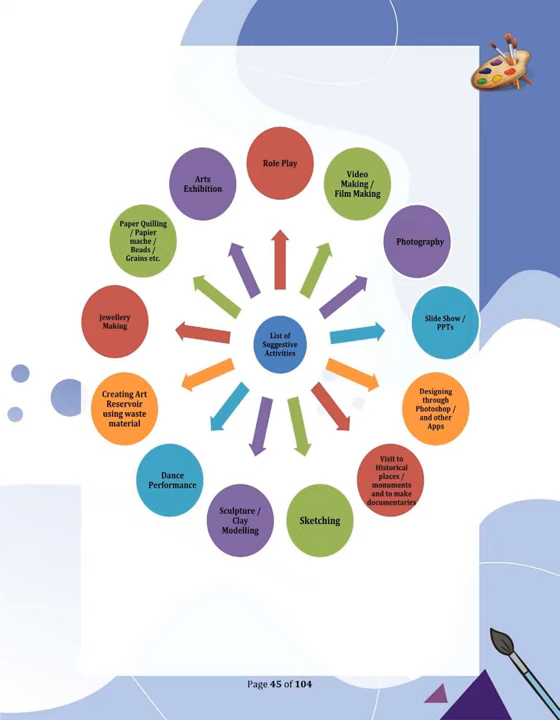 Role Play
Video
Making /
Film Making
Photography
Slide Show /
PPTs
Designing
through
Photoshop /
and other
Apps
Visit to
Historical
places /
monuments
and to make
documentaries
Sketching
Sculpture /
Clay
Modelling
Dance
Performance
Creating Art
Reservoir
using waste
material
Jewellery
Making
Paper Quilling
/ Papier
mache /
Beads /
Grains etc.
Arts
Exhibition
List of
Suggestive
Activities
Page 45 of 104